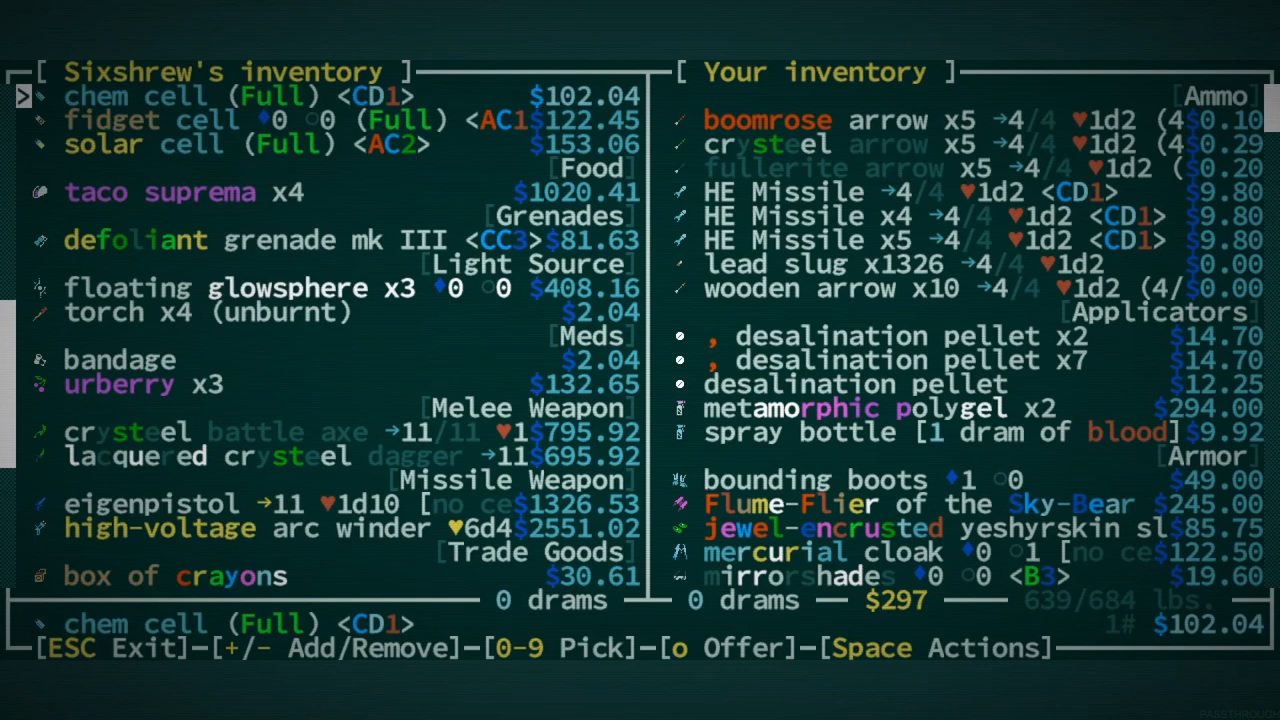 [ Sixshrew's inventory ]
> chem cell (Full) <CD1> $102.04
fidget cell ♦0 ○0 (Full) <AC1 $122.45
solar cell (Full) <AC2> $153.06
[Food]
taco suprema x4 $1020.41
[Grenades]
defoliant grenade mk III <CC3> $81.63
[Light Source]
floating glowsphere x3 ♦0 ○0 $408.16
torch x4 (unburnt) $2.04
[Meds]
bandage $2.04
urberry x3 $132.65
[Melee Weapon]
crysteel battle axe →11/11 ♥1 $795.92
lacquered crysteel dagger →11 $695.92
[Missile Weapon]
eigenpistol →11 ♥1d10 [no ce $1326.53
high-voltage arc winder ♥6d4 $2551.02
[Trade Goods]
box of crayons $30.61
0 drams
[ Your inventory ]
[Ammo]
boomrose arrow x5 →4/4 ♥1d2 (4 $0.10
crysteel arrow x5 →4/4 ♥1d2 (4 $0.29
fullerite arrow x5 →4/4 ♥1d2 ( $0.20
HE Missile →4/4 ♥1d2 <CD1> $9.80
HE Missile x4 →4/4 ♥1d2 <CD1> $9.80
HE Missile x5 →4/4 ♥1d2 <CD1> $9.80
lead slug x1326 →4/4 ♥1d2 $0.00
wooden arrow x10 →4/4 ♥1d2 (4/ $0.00
[Applicators]
, desalination pellet x2 $14.70
, desalination pellet x7 $14.70
desalination pellet $12.25
metamorphic polygel x2 $294.00
spray bottle [1 dram of blood] $9.92
[Armor]
bounding boots ♦1 ○0 $49.00
Flume-Flier of the Sky-Bear $245.00
jewel-encrusted yeshyrskin sl $85.75
mercurial cloak ♦0 ○1 [no ce $122.50
mirrorshades ♦0 ○0 <B3> $19.60
0 drams $297 639/684 lbs.
chem cell (Full) <CD1> 1# $102.04
[ESC Exit]-[+/- Add/Remove]-[0-9 Pick]-[o Offer]-[Space Actions]